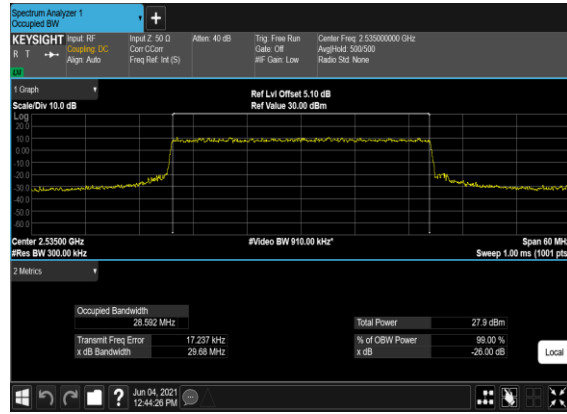 Spectrum Analyzer 1
Occupied BW
+
KEYSIGHT Input: RF Input Z: 50 Ω Atten: 40 dB Trig: Free Run Center Freq: 2.535000000 GHz
R T Coupling: DC Corr CCorr Gate: Off Avg|Hold: 500/500
Align: Auto Freq Ref: Int (S) #IF Gain: Low Radio Std: None
1 Graph Ref Lvl Offset 5.10 dB
Scale/Div 10.0 dB Ref Value 30.00 dBm
Log
20.0
10.0
0.00
-10.0
-20.0
-30.0
-40.0
-50.0
-60.0
Center 2.53500 GHz #Video BW 910.00 kHz* Span 60 MHz
#Res BW 300.00 kHz Sweep 1.00 ms (1001 pts
2 Metrics
Occupied Bandwidth
28.592 MHz Total Power 27.9 dBm
Transmit Freq Error 17.237 kHz % of OBW Power 99.00 %
x dB Bandwidth 29.68 MHz x dB -26.00 dB
Local
? Jun 04, 2021
12:44:26 PM